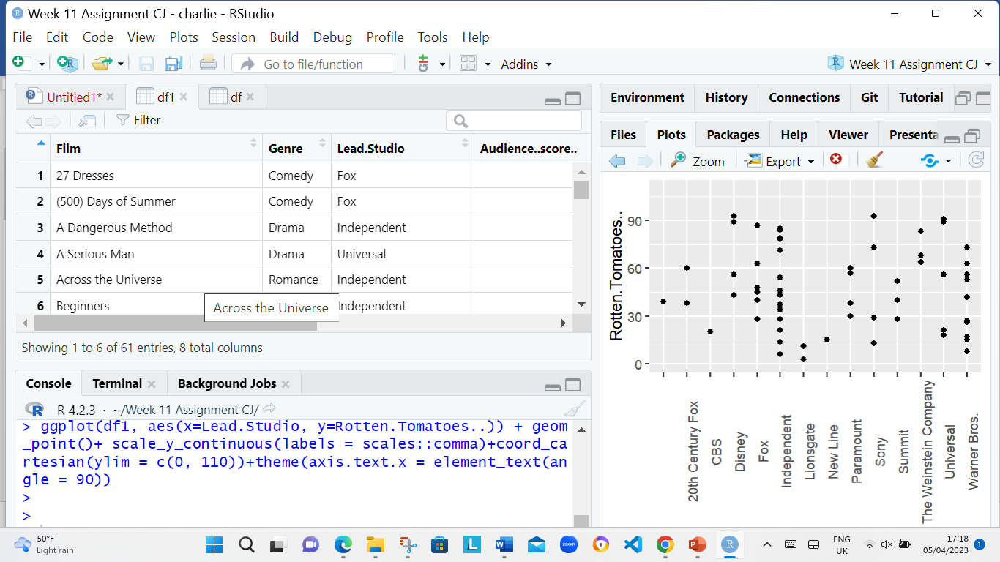 Week 11 Assignment CJ - charlie - RStudio
File Edit Code View Plots Session Build Debug Profile Tools Help
Go to file/function Addins Week 11 Assignment CJ
Untitled1* df1 df
Filter
Film Genre Lead.Studio Audience..score..
1 27 Dresses Comedy Fox
2 (500) Days of Summer Comedy Fox
3 A Dangerous Method Drama Independent
4 A Serious Man Drama Universal
5 Across the Universe Romance Independent
6 Beginners Independent
Across the Universe
Showing 1 to 6 of 61 entries, 8 total columns
Console Terminal Background Jobs
R 4.2.3 · ~/Week 11 Assignment CJ/
> ggplot(df1, aes(x=Lead.Studio, y=Rotten.Tomatoes..)) + geom
_point()+ scale_y_continuous(labels = scales::comma)+coord_ca
rtesian(ylim = c(0, 110))+theme(axis.text.x = element_text(an
gle = 90))
>
>
Environment History Connections Git Tutorial
Files Plots Packages Help Viewer Presenta
Zoom Export
Rotten.Tomatoes..
90
60
30
0
20th Century Fox
CBS
Disney
Fox
Independent
Lionsgate
New Line
Paramount
Sony
Summit
The Weinstein Company
Universal
Warner Bros.
50°F
Light rain
zoom
ENG
UK
17:18
05/04/2023
1